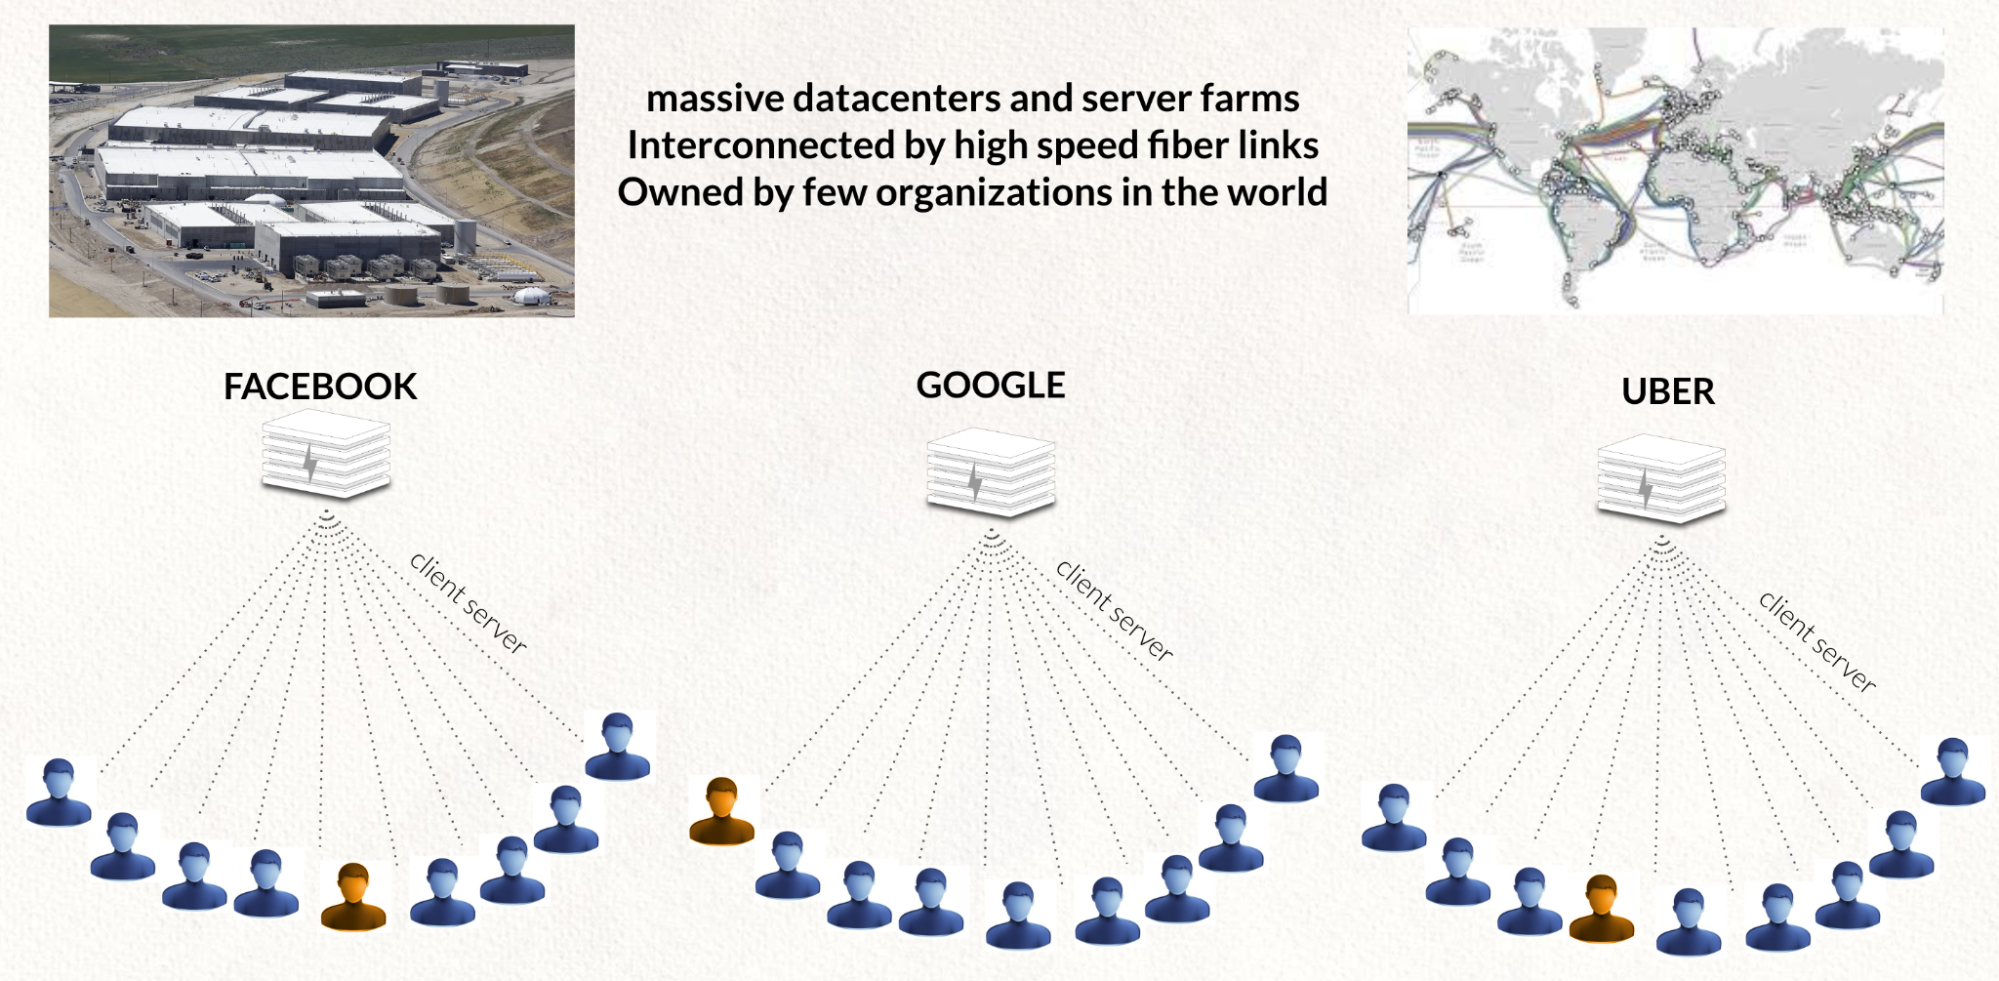 massive datacenters and server farms
Interconnected by high speed fiber links
Owned by few organizations in the world
FACEBOOK
GOOGLE
UBER
client server
client server
client server